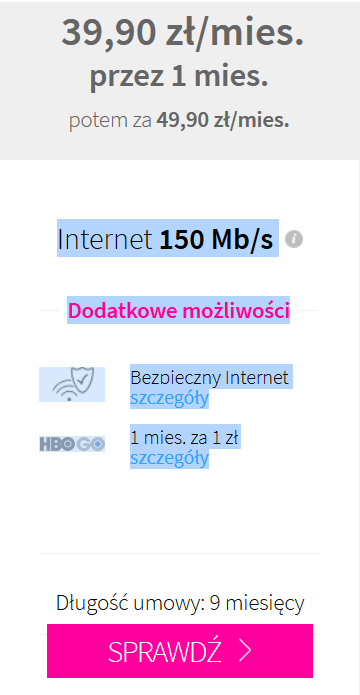 39,90 zł/mies.
przez 1 mies.
potem za 49,90 zł/mies.
Internet 150 Mb/s i
Dodatkowe możliwości
Bezpieczny Internet
szczegóły
HBO GO 1 mies. za 1 zł
szczegóły
Długość umowy: 9 miesięcy
SPRAWDŹ >